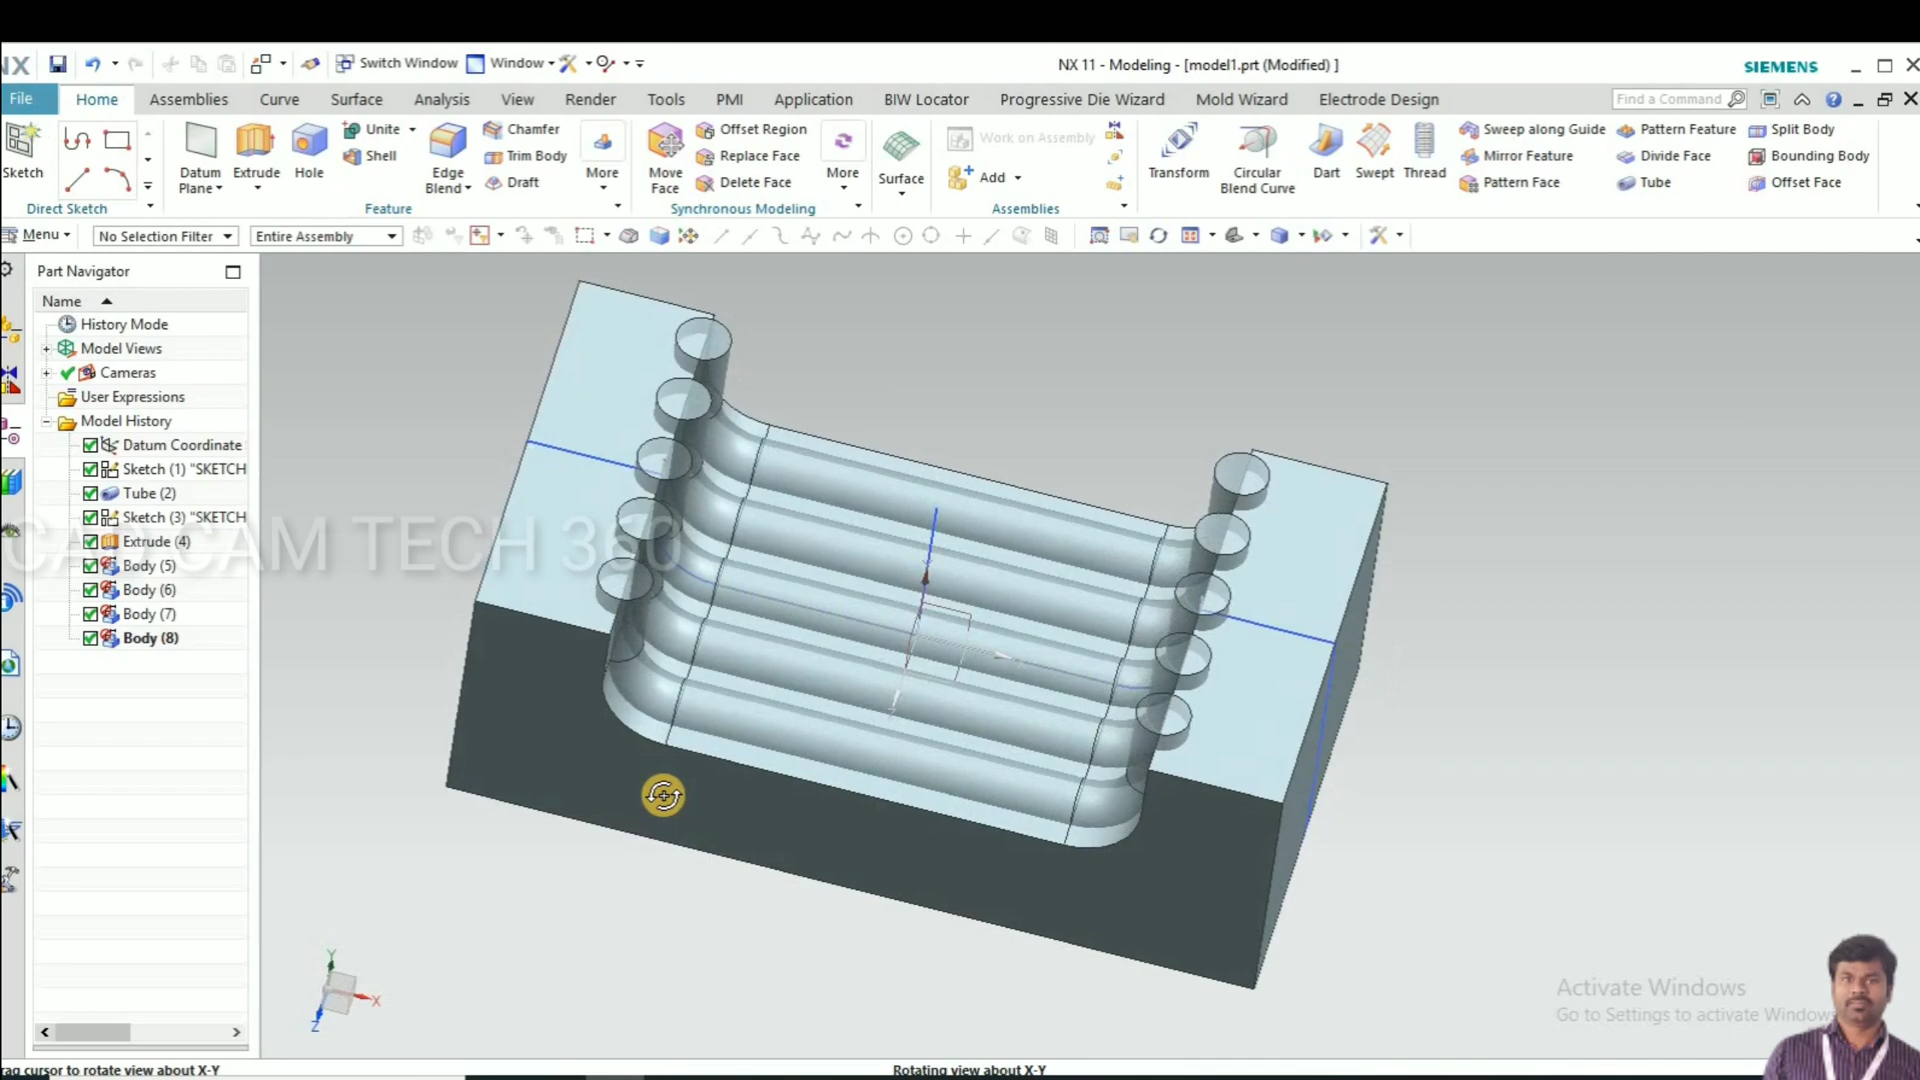 NX
Switch Window
Window
NX 11 - Modeling - [model1.prt (Modified) ]
SIEMENS
File
Home
Assemblies
Curve
Surface
Analysis
View
Render
Tools
PMI
Application
BIW Locator
Progressive Die Wizard
Mold Wizard
Electrode Design
Find a Command
Sketch
Direct Sketch
Datum
Plane
Extrude
Hole
Unite
Shell
Edge
Blend
Chamfer
Trim Body
Draft
More
Feature
Move
Face
Offset Region
Replace Face
Delete Face
More
Synchronous Modeling
Surface
Work on Assembly
Add
Assemblies
Transform
Circular
Blend Curve
Dart
Swept
Thread
Sweep along Guide
Mirror Feature
Pattern Face
Pattern Feature
Divide Face
Tube
Split Body
Bounding Body
Offset Face
Menu
No Selection Filter
Entire Assembly
Part Navigator
Name
History Mode
Model Views
Cameras
User Expressions
Model History
Datum Coordinate
Sketch (1) "SKETCH
Tube (2)
Sketch (3) "SKETCH
Extrude (4)
Body (5)
Body (6)
Body (7)
Body (8)
CAD CAM TECH 360
Y
X
Z
Activate Windows
Go to Settings to activate Windows
rag cursor to rotate view about X-Y
Rotating view about X-Y